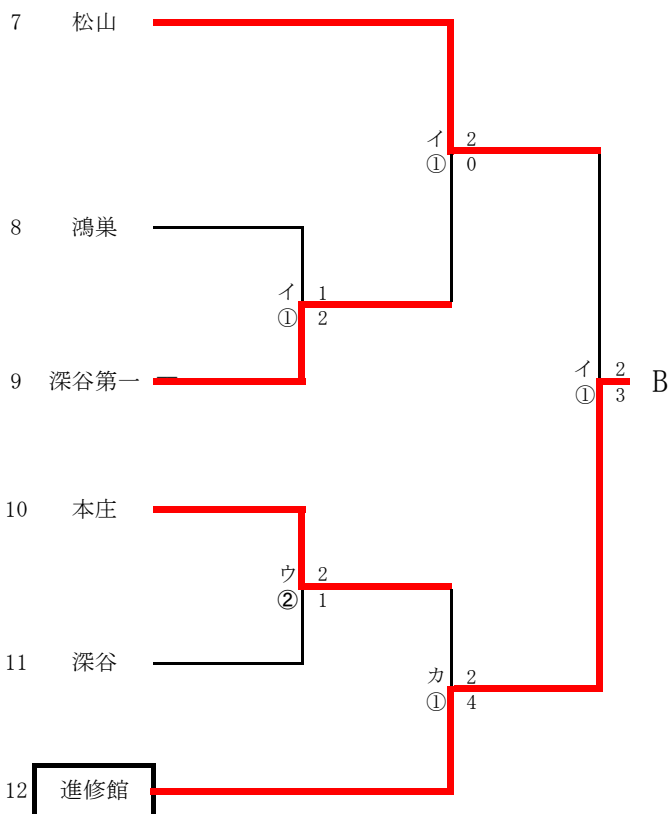 7 松山
イ 2
① 0
8 鴻巣
イ 1
① 2
9 深谷第一
イ 2
① 3
B
10 本庄
ウ 2
② 1
11 深谷
カ 2
① 4
12 進修館